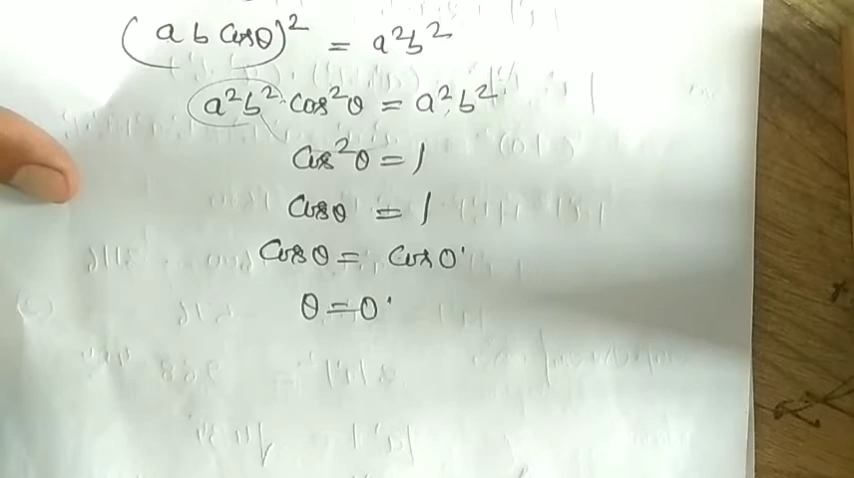 (a b cosθ)² = a²b²
a²b².cos²θ = a²b²
cos²θ = 1
cosθ = 1
cosθ = cos0°
θ = 0°